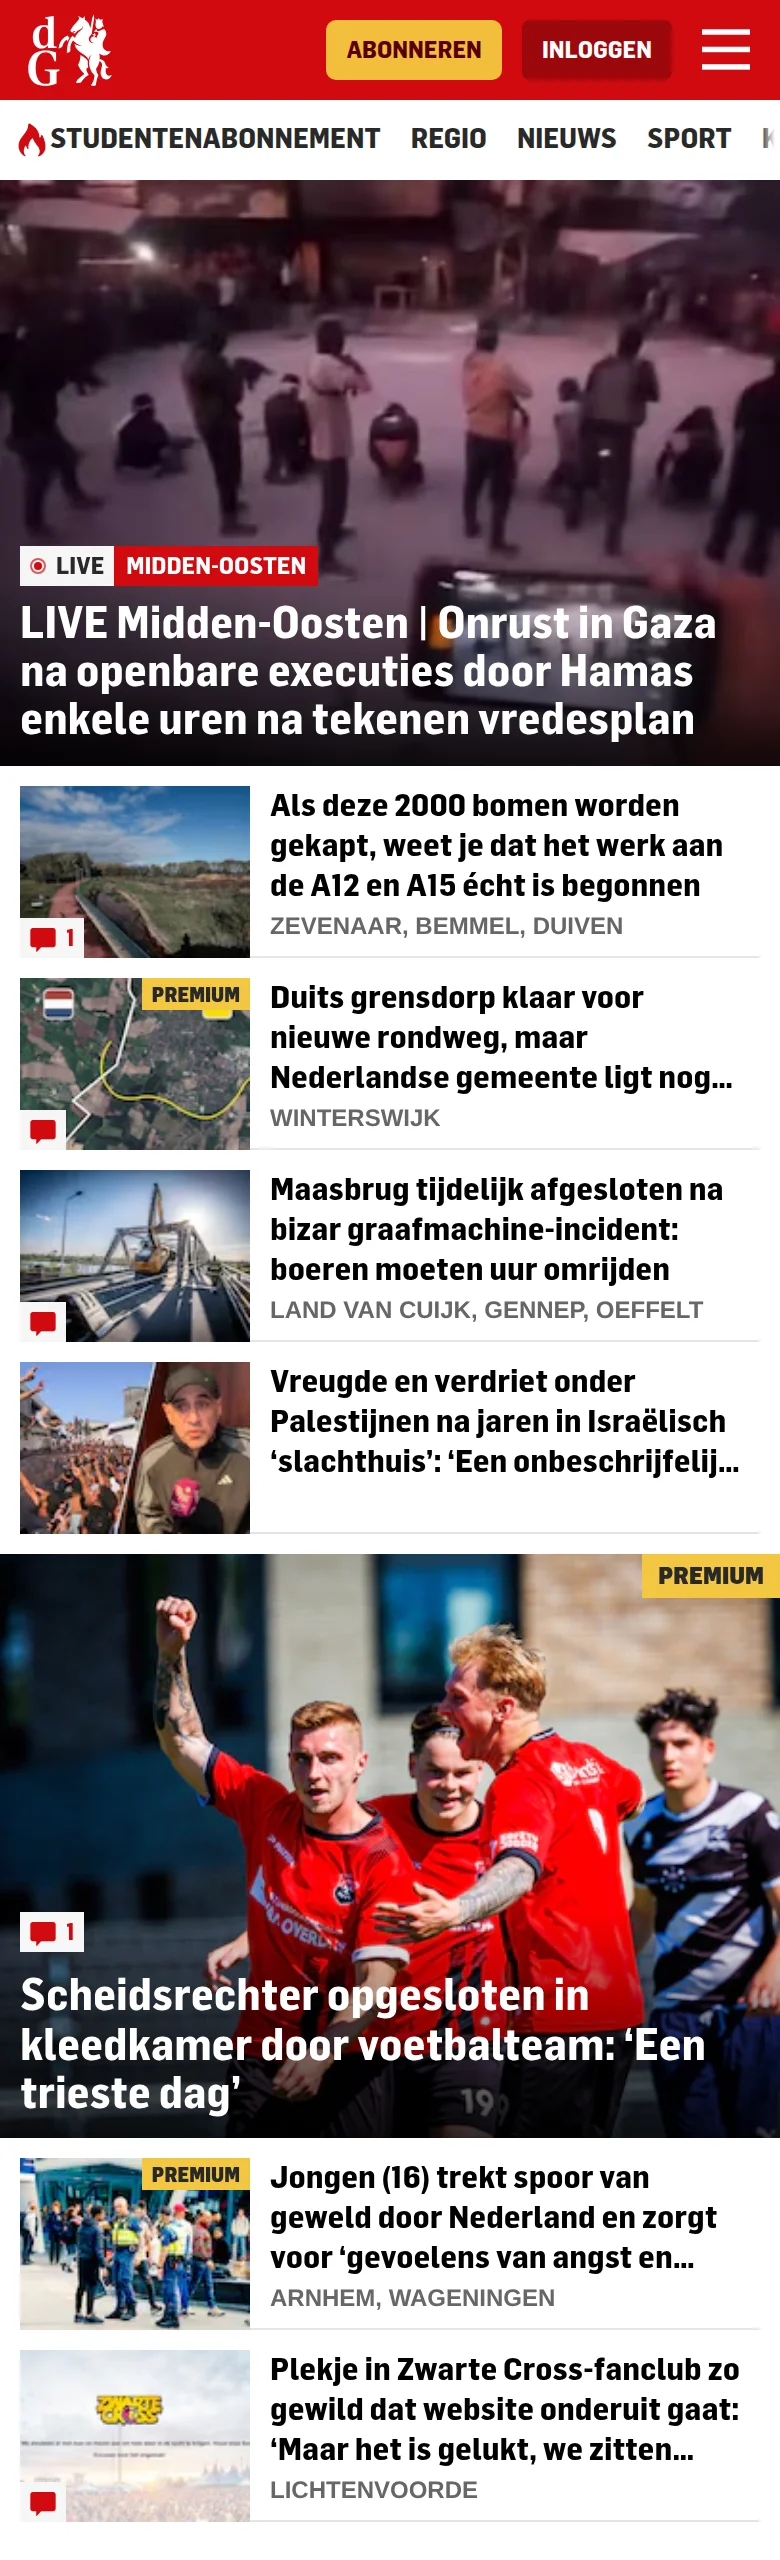 dG
ABONNEREN
INLOGGEN
STUDENTENABONNEMENT REGIO NIEUWS SPORT
LIVE MIDDEN-OOSTEN
LIVE Midden-Oosten | Onrust in Gaza
na openbare executies door Hamas
enkele uren na tekenen vredesplan
Als deze 2000 bomen worden
gekapt, weet je dat het werk aan
de A12 en A15 écht is begonnen
ZEVENAAR, BEMMEL, DUIVEN
1
PREMIUM
Duits grensdorp klaar voor
nieuwe rondweg, maar
Nederlandse gemeente ligt nog...
WINTERSWIJK
Maasbrug tijdelijk afgesloten na
bizar graafmachine-incident:
boeren moeten uur omrijden
LAND VAN CUIJK, GENNEP, OEFFELT
Vreugde en verdriet onder
Palestijnen na jaren in Israëlisch
‘slachthuis’: ‘Een onbeschrijfelij...
PREMIUM
1
Scheidsrechter opgesloten in
kleedkamer door voetbalteam: ‘Een
trieste dag’
19
PREMIUM
Jongen (16) trekt spoor van
geweld door Nederland en zorgt
voor ‘gevoelens van angst en...
ARNHEM, WAGENINGEN
ZWARTE
CROSS
Plekje in Zwarte Cross-fanclub zo
gewild dat website onderuit gaat:
‘Maar het is gelukt, we zitten...
LICHTENVOORDE